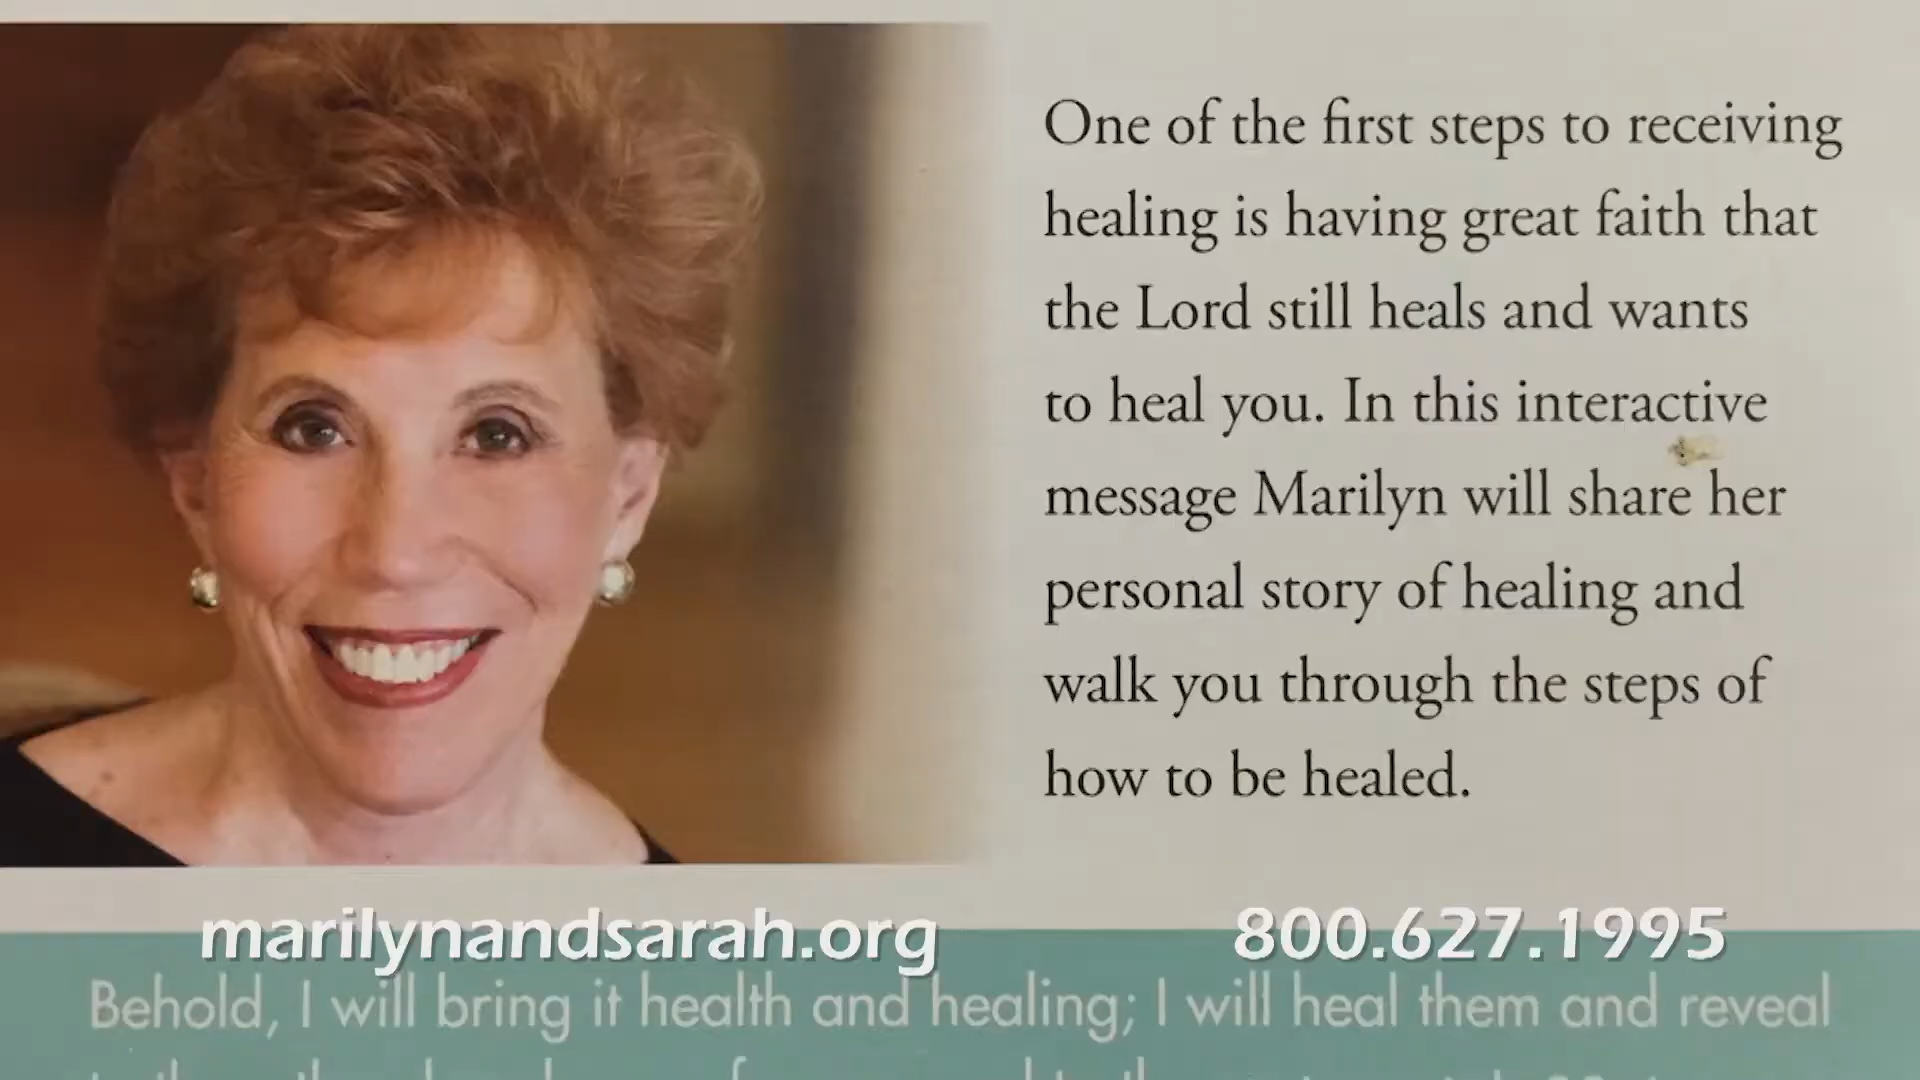 One of the first steps to receiving
healing is having great faith that
the Lord still heals and wants
to heal you. In this interactive
message Marilyn will share her
personal story of healing and
walk you through the steps of
how to be healed.
marilynandsarah.org
800.627.1995
Behold, I will bring it health and healing; I will heal them and reveal